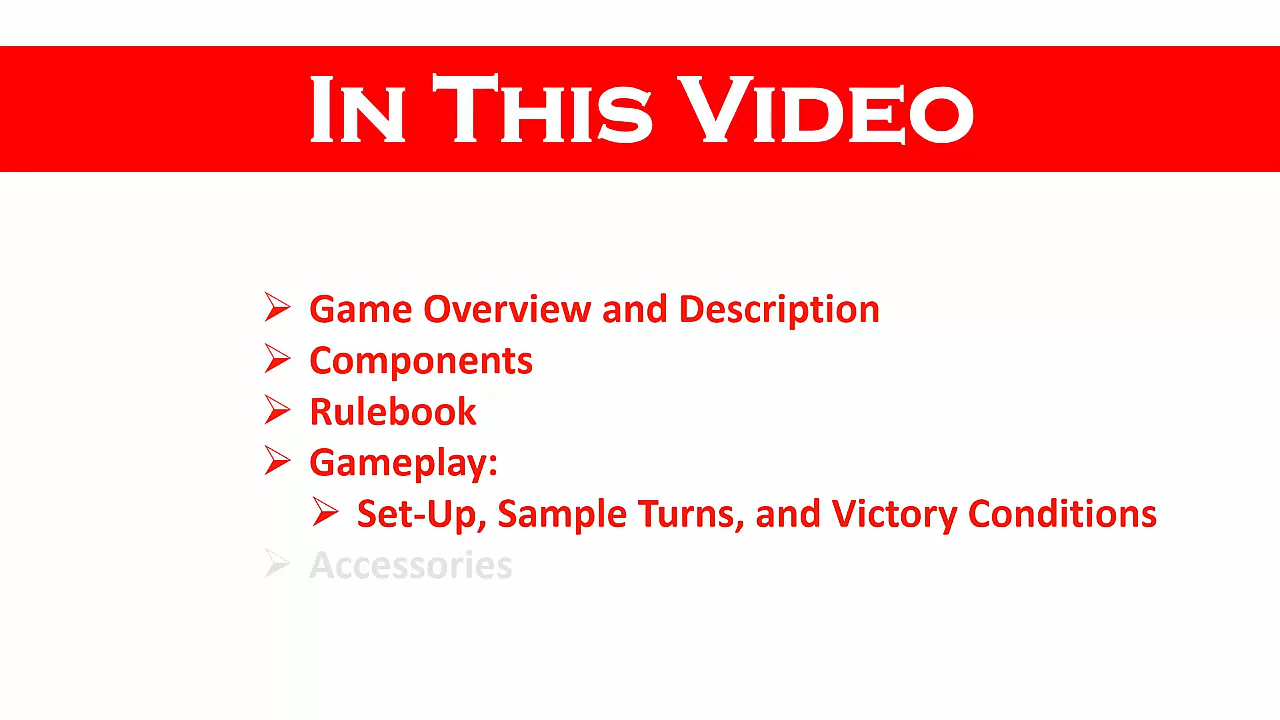 In This Video
Game Overview and Description
Components
Rulebook
Gameplay:
Set-Up, Sample Turns, and Victory Conditions
Accessories